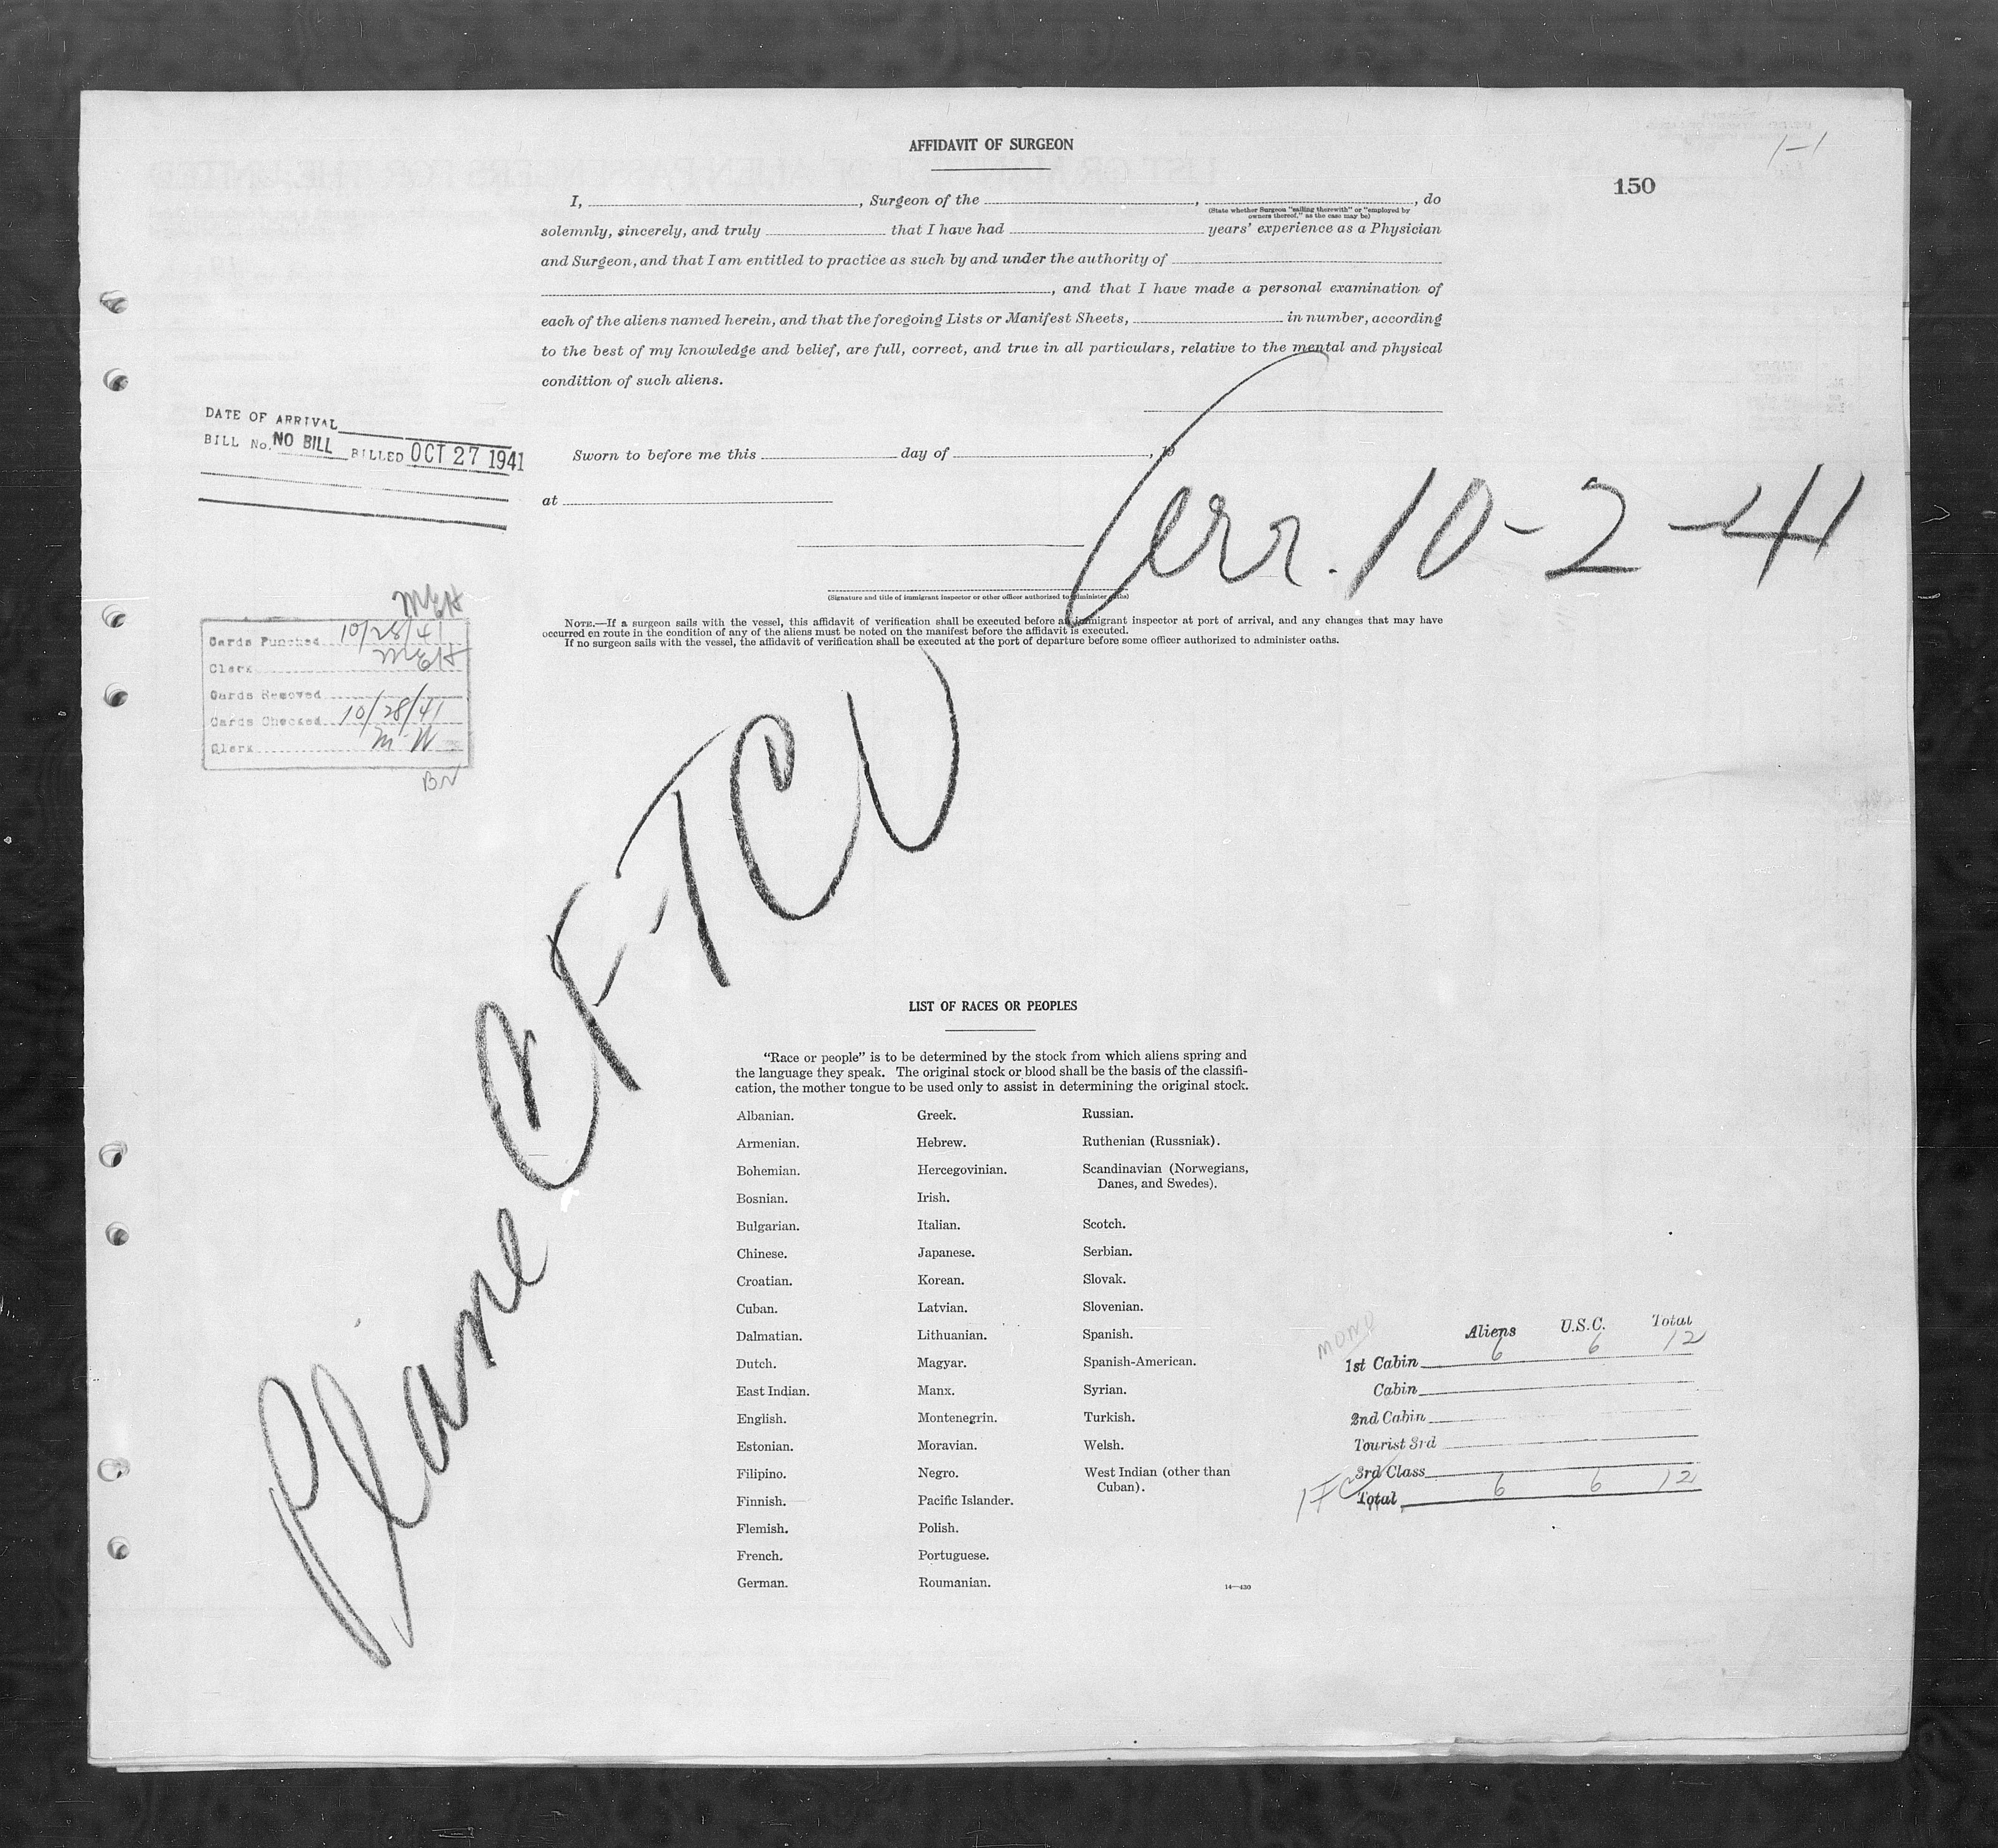 AFFIDAVIT OF SURGEON
1-1
150
I, , Surgeon of the , , do
(State whether Surgeon "sailing therewith" or "employed by
owners thereof," as the case may be)
solemnly, sincerely, and truly that I have had years' experience as a Physician
and Surgeon, and that I am entitled to practice as such by and under the authority of
, and that I have made a personal examination of
each of the aliens named herein, and that the foregoing Lists or Manifest Sheets, in number, according
to the best of my knowledge and belief, are full, correct, and true in all particulars, relative to the mental and physical
condition of such aliens.
DATE OF ARRIVAL
BILL No. NO BILL BILLED OCT 27 1941
Sworn to before me this day of , 19
at
arr. 10-2-41
(Signature and title of immigrant inspector or other officer authorized to administer oaths)
NOTE.—If a surgeon sails with the vessel, this affidavit of verification shall be executed before an immigrant inspector at port of arrival, and any changes that may have
occurred en route in the condition of any of the aliens must be noted on the manifest before the affidavit is executed.
If no surgeon sails with the vessel, the affidavit of verification shall be executed at the port of departure before some officer authorized to administer oaths.
MEH
Cards Punched 10/28/41
Clerk MEH
Cards Removed
Cards Checked 10/28/41
Clerk M W
BN
Plane CF-TCU
LIST OF RACES OR PEOPLES
"Race or people" is to be determined by the stock from which aliens spring and
the language they speak. The original stock or blood shall be the basis of the classifi-
cation, the mother tongue to be used only to assist in determining the original stock.
Albanian.
Armenian.
Bohemian.
Bosnian.
Bulgarian.
Chinese.
Croatian.
Cuban.
Dalmatian.
Dutch.
East Indian.
English.
Estonian.
Filipino.
Finnish.
Flemish.
French.
German.
Greek.
Hebrew.
Hercegovinian.
Irish.
Italian.
Japanese.
Korean.
Latvian.
Lithuanian.
Magyar.
Manx.
Montenegrin.
Moravian.
Negro.
Pacific Islander.
Polish.
Portuguese.
Roumanian.
Russian.
Ruthenian (Russniak).
Scandinavian (Norwegians,
Danes, and Swedes).
Scotch.
Serbian.
Slovak.
Slovenian.
Spanish.
Spanish-American.
Syrian.
Turkish.
Welsh.
West Indian (other than
Cuban).
14—430
Aliens U.S.C. Total
1st Cabin 6 6 12
Cabin
2nd Cabin
Tourist 3rd
3rd Class
Total 6 6 12